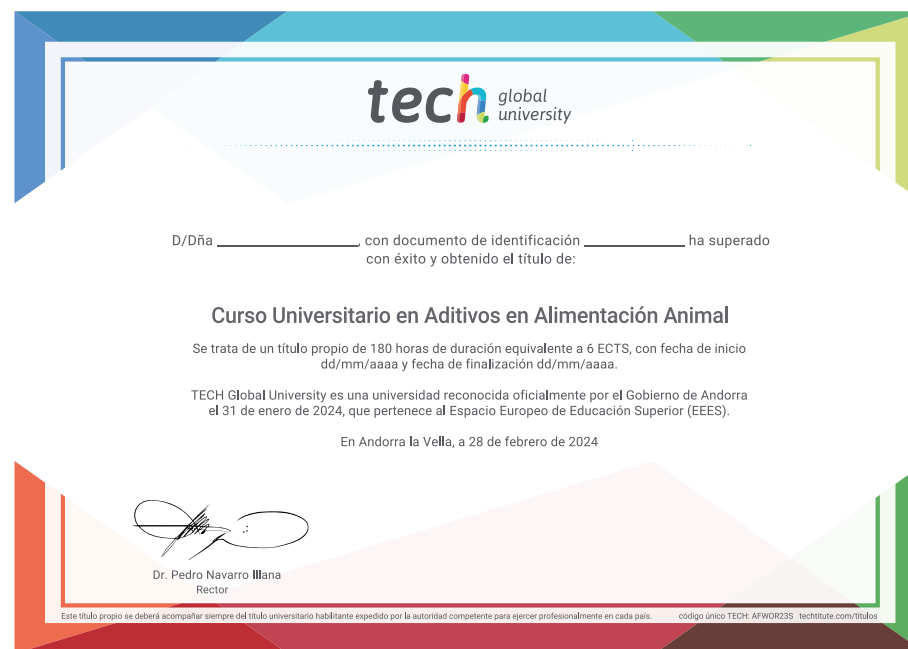 tech global university
D/Dña ____________________, con documento de identificación ______________ ha superado
con éxito y obtenido el título de:
Curso Universitario en Aditivos en Alimentación Animal
Se trata de un título propio de 180 horas de duración equivalente a 6 ECTS, con fecha de inicio
dd/mm/aaaa y fecha de finalización dd/mm/aaaa.
TECH Global University es una universidad reconocida oficialmente por el Gobierno de Andorra
el 31 de enero de 2024, que pertenece al Espacio Europeo de Educación Superior (EEES).
En Andorra la Vella, a 28 de febrero de 2024
Dr. Pedro Navarro Illana
Rector
Este título propio se deberá acompañar siempre del título universitario habilitante expedido por la autoridad competente para ejercer profesionalmente en cada país. código único TECH: AFWOR23S techtitute.com/titulos